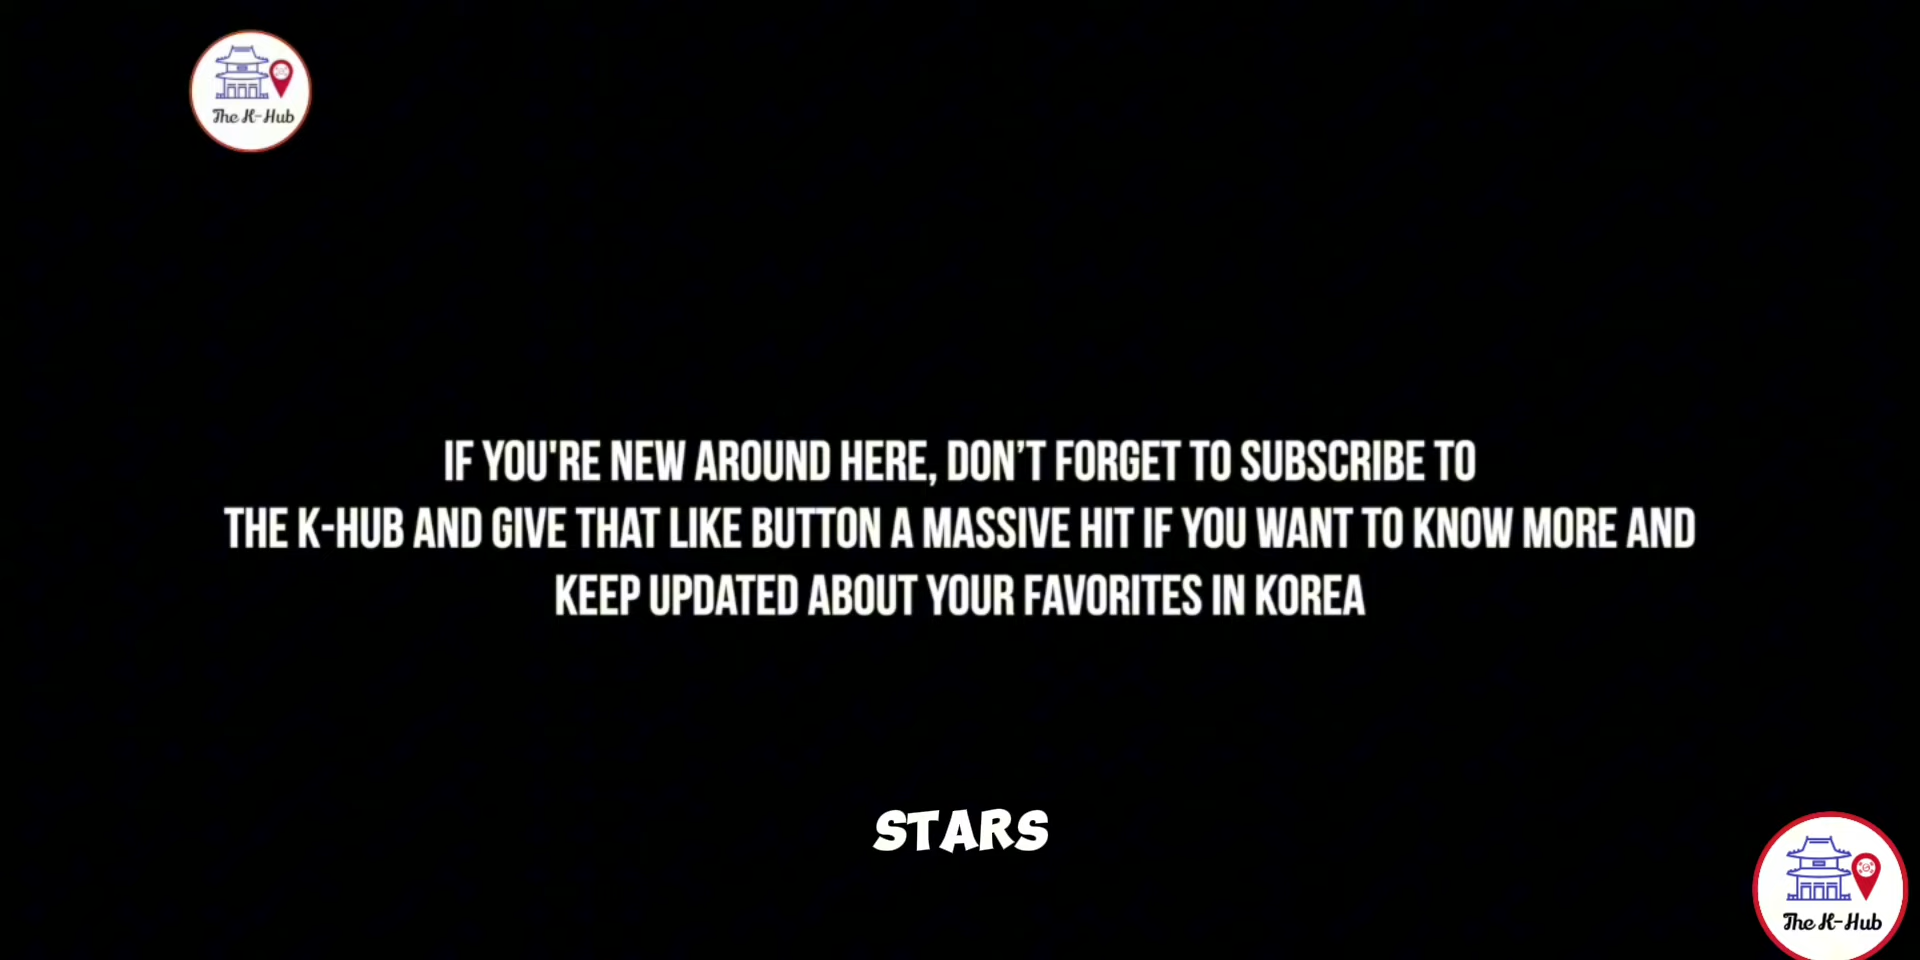 The K-Hub
IF YOU'RE NEW AROUND HERE, DON’T FORGET TO SUBSCRIBE TO
THE K-HUB AND GIVE THAT LIKE BUTTON A MASSIVE HIT IF YOU WANT TO KNOW MORE AND
KEEP UPDATED ABOUT YOUR FAVORITES IN KOREA
STARS
The K-Hub